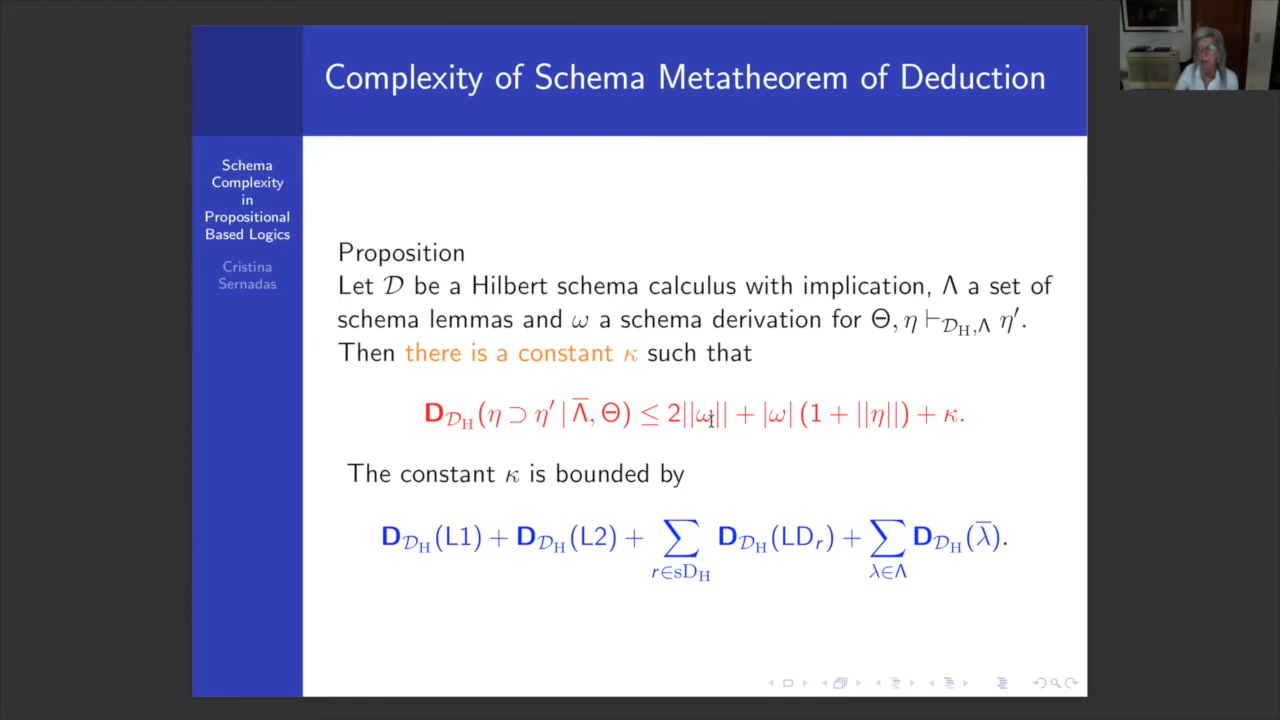 Complexity of Schema Metatheorem of Deduction
Schema
Complexity
in
Propositional
Based Logics
Cristina
Sernadas
Proposition
Let 𝒟 be a Hilbert schema calculus with implication, Λ a set of
schema lemmas and ω a schema derivation for Θ, η ⊢_{𝒟_H,Λ} η′.
Then there is a constant κ such that
D_{𝒟_H}(η ⊃ η′ | Λ̅, Θ) ≤ 2||ω|| + |ω| (1 + ||η||) + κ.
The constant κ is bounded by
D_{𝒟_H}(L1) + D_{𝒟_H}(L2) + ∑_{r∈sD_H} D_{𝒟_H}(LD_r) + ∑_{λ∈Λ} D_{𝒟_H}(λ̅).